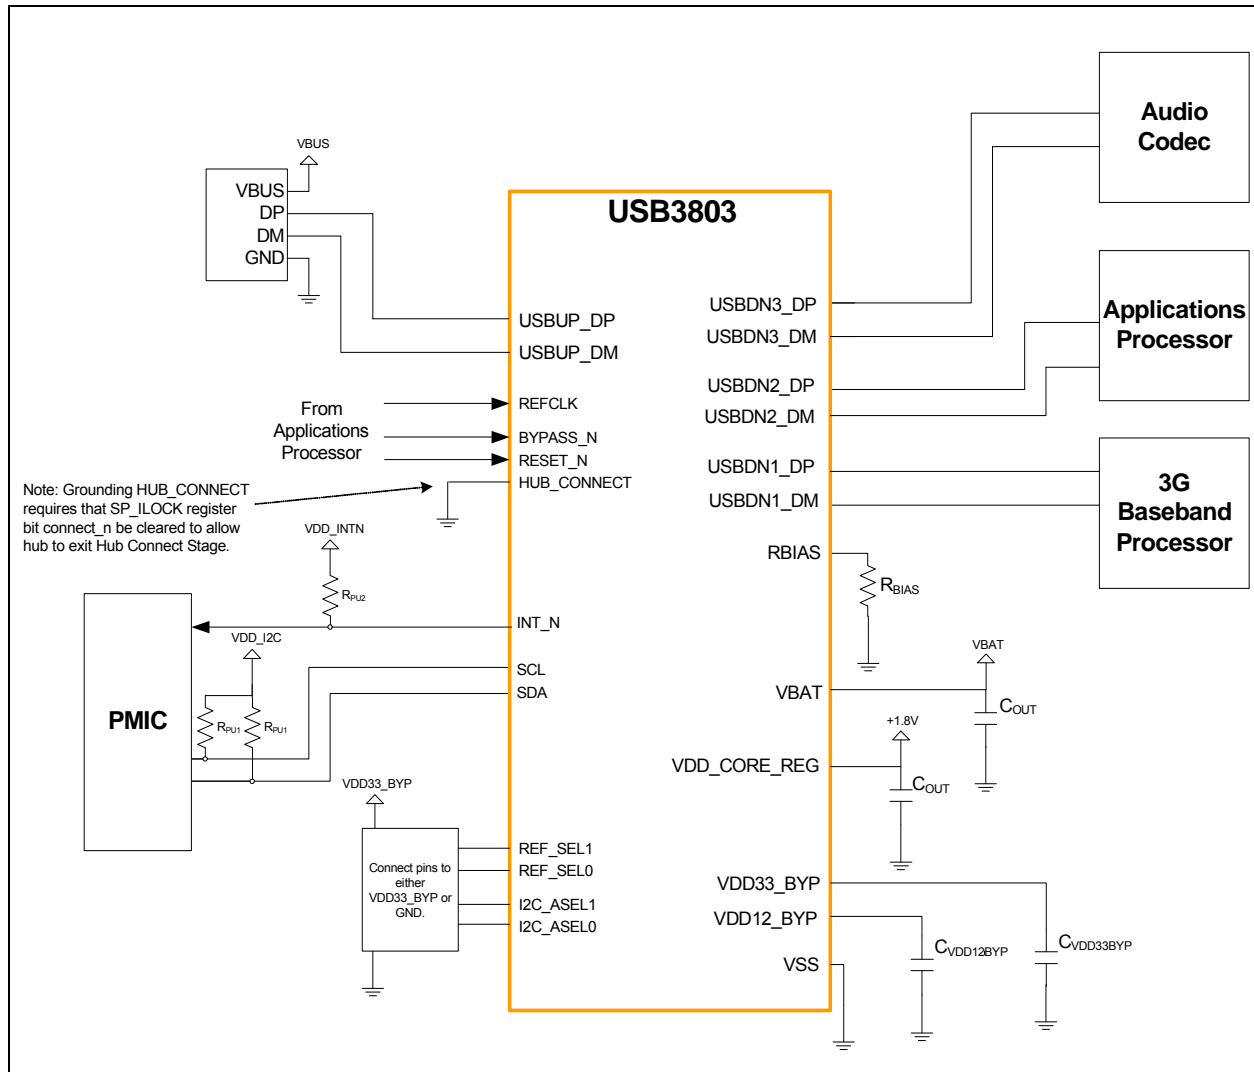 Audio
Codec
VBUS
VBUS
DP
DM
GND
USB3803
USBUP_DP
USBUP_DM
USBDN3_DP
USBDN3_DM
Applications
Processor
USBDN2_DP
USBDN2_DM
From
Applications
Processor
REFCLK
BYPASS_N
RESET_N
HUB_CONNECT
USBDN1_DP
USBDN1_DM
3G
Baseband
Processor
Note: Grounding HUB_CONNECT
requires that SP_ILOCK register
bit connect_n be cleared to allow
hub to exit Hub Connect Stage.
VDD_INTN
RPU2
RBIAS
RBIAS
INT_N
VDD_I2C
SCL
SDA
PMIC
RPU1
RPU1
VBAT
VBAT
COUT
+1.8V
VDD_CORE_REG
COUT
VDD33_BYP
Connect pins to
either
VDD33_BYP or
GND.
REF_SEL1
REF_SEL0
I2C_ASEL1
I2C_ASEL0
VDD33_BYP
VDD12_BYP
VSS
CVDD12BYP
CVDD33BYP